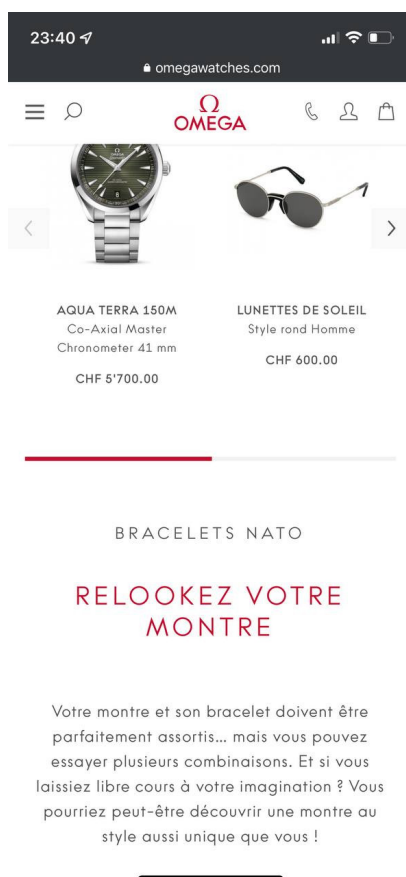 23:40
omegawatches.com
Ω
OMEGA
AQUA TERRA 150M
Co-Axial Master
Chronometer 41 mm
CHF 5'700.00
LUNETTES DE SOLEIL
Style rond Homme
CHF 600.00
BRACELETS NATO
RELOOKEZ VOTRE
MONTRE
Votre montre et son bracelet doivent être
parfaitement assortis... mais vous pouvez
essayer plusieurs combinaisons. Et si vous
laissiez libre cours à votre imagination ? Vous
pourriez peut-être découvrir une montre au
style aussi unique que vous !